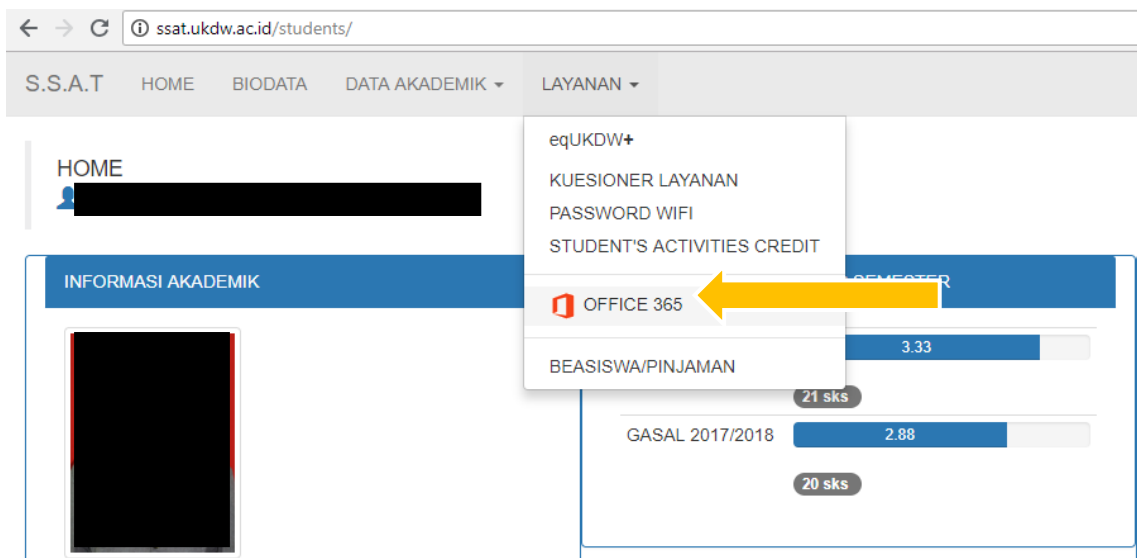 ssat.ukdw.ac.id/students/
S.S.A.T HOME BIODATA DATA AKADEMIK LAYANAN
eqUKDW+
KUESIONER LAYANAN
PASSWORD WIFI
STUDENT'S ACTIVITIES CREDIT
OFFICE 365
BEASISWA/PINJAMAN
HOME
INFORMASI AKADEMIK
SEMESTER
3.33
21 sks
GASAL 2017/2018 2.88
20 sks